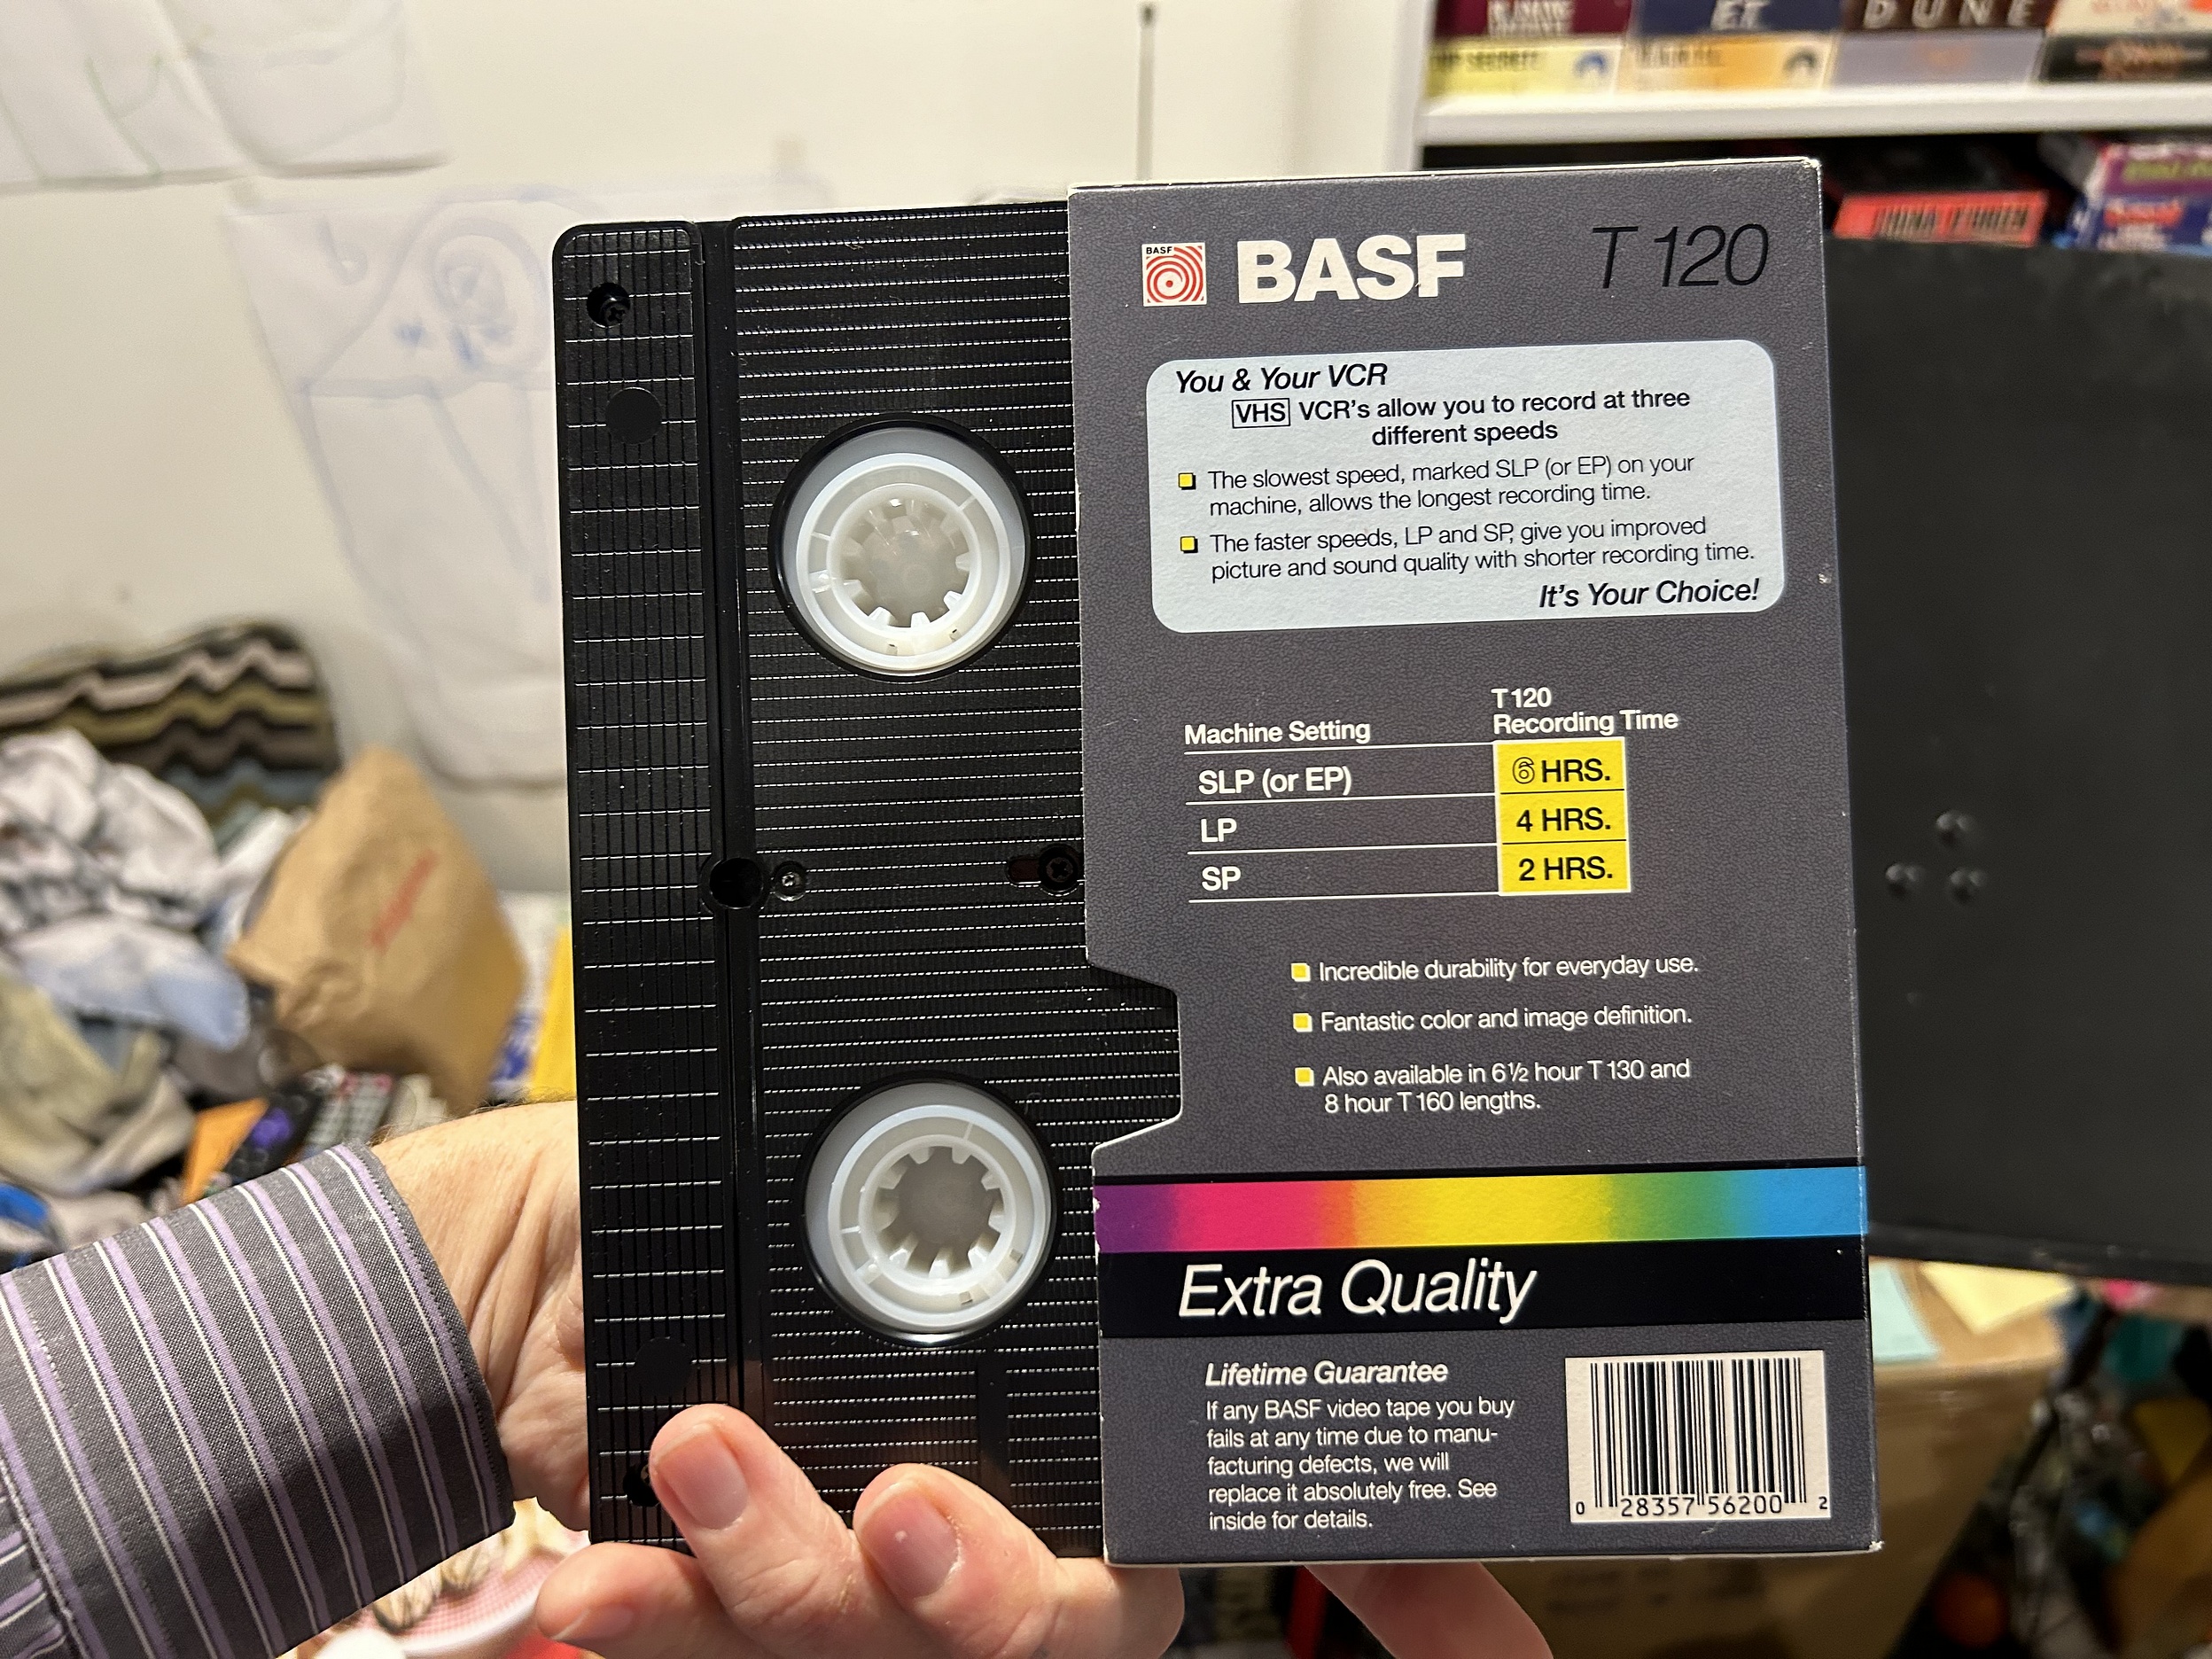 E.T.
DUNE
TOP SECRET!
CHINA O'BRIEN
BASF
BASF
T 120
You & Your VCR
VHS VCR's allow you to record at three
different speeds
The slowest speed, marked SLP (or EP) on your
machine, allows the longest recording time.
The faster speeds, LP and SP, give you improved
picture and sound quality with shorter recording time.
It's Your Choice!
T 120
Machine Setting Recording Time
SLP (or EP) 6 HRS.
LP 4 HRS.
SP 2 HRS.
Incredible durability for everyday use.
Fantastic color and image definition.
Also available in 6½ hour T 130 and
8 hour T 160 lengths.
Extra Quality
Lifetime Guarantee
If any BASF video tape you buy
fails at any time due to manu-
facturing defects, we will
replace it absolutely free. See
inside for details.
0 28357 56200 2